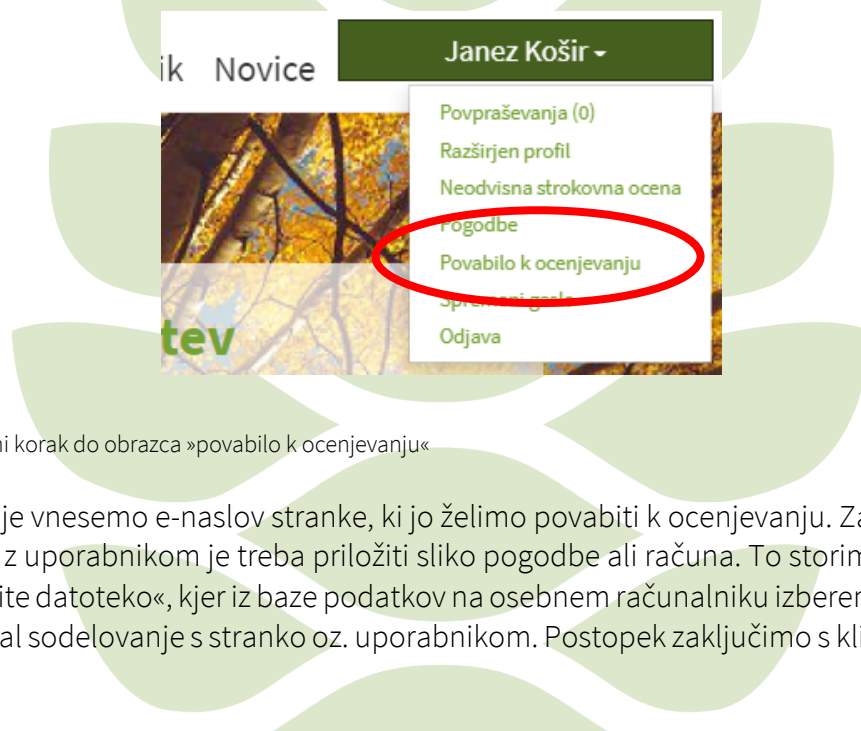 ik Novice
Janez Košir
Povpraševanja (0)
Razširjen profil
Neodvisna strokovna ocena
Pogodbe
Povabilo k ocenjevanju
Spremeni geslo
Odjava
tev
ni korak do obrazca »povabilo k ocenjevanju«
je vnesemo e-naslov stranke, ki jo želimo povabiti k ocenjevanju. Za
z uporabnikom je treba priložiti sliko pogodbe ali računa. To storim
ite datoteko«, kjer iz baze podatkov na osebnem računalniku izberem
al sodelovanje s stranko oz. uporabnikom. Postopek zaključimo s kli